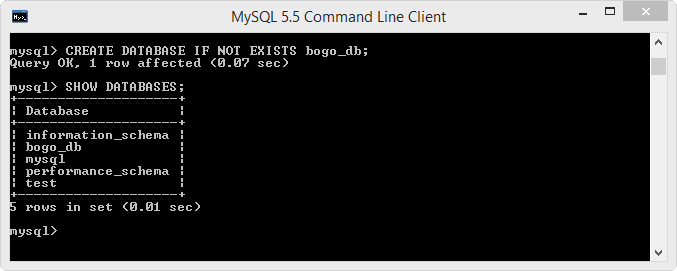 MySQL 5.5 Command Line Client
mysql> CREATE DATABASE IF NOT EXISTS bogo_db;
Query OK, 1 row affected (0.07 sec)
mysql> SHOW DATABASES;
+--------------------+
| Database           |
+--------------------+
| information_schema |
| bogo_db            |
| mysql              |
| performance_schema |
| test               |
+--------------------+
5 rows in set (0.01 sec)
mysql>